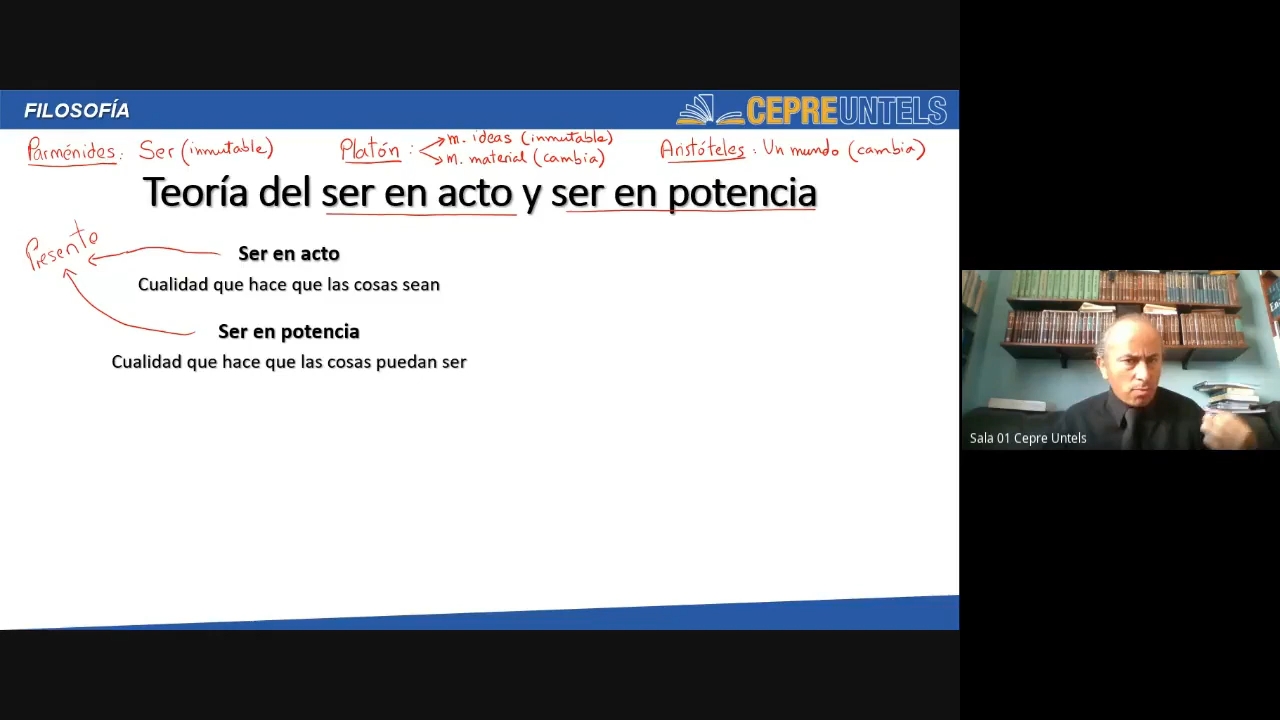 FILOSOFÍA
CEPREUNTELS
Parménides: Ser (inmutable)
Platón: m. ideas (inmutable)
m. material (cambia)
Aristóteles: Un mundo (cambia)
Teoría del ser en acto y ser en potencia
Presente
Ser en acto
Cualidad que hace que las cosas sean
Ser en potencia
Cualidad que hace que las cosas puedan ser
Sala 01 Cepre Untels